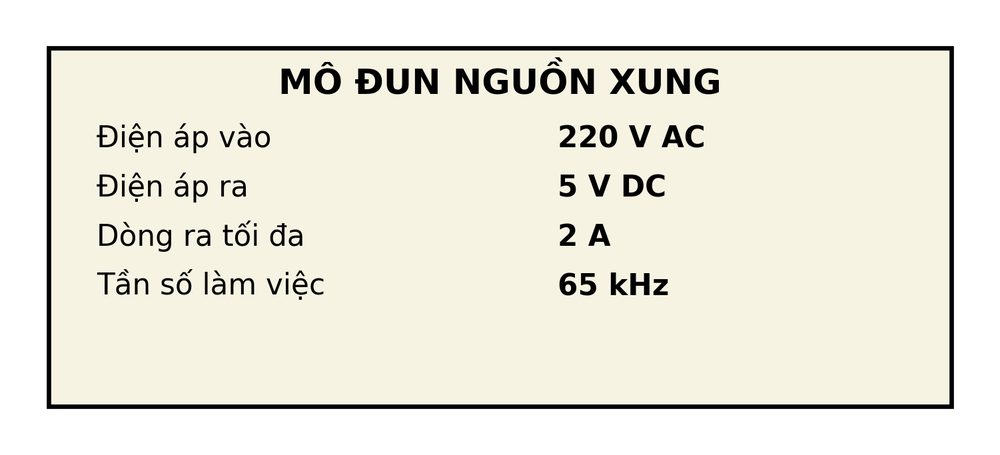 MÔ ĐUN NGUỒN XUNG
Điện áp vào 220 V AC
Điện áp ra 5 V DC
Dòng ra tối đa 2 A
Tần số làm việc 65 kHz